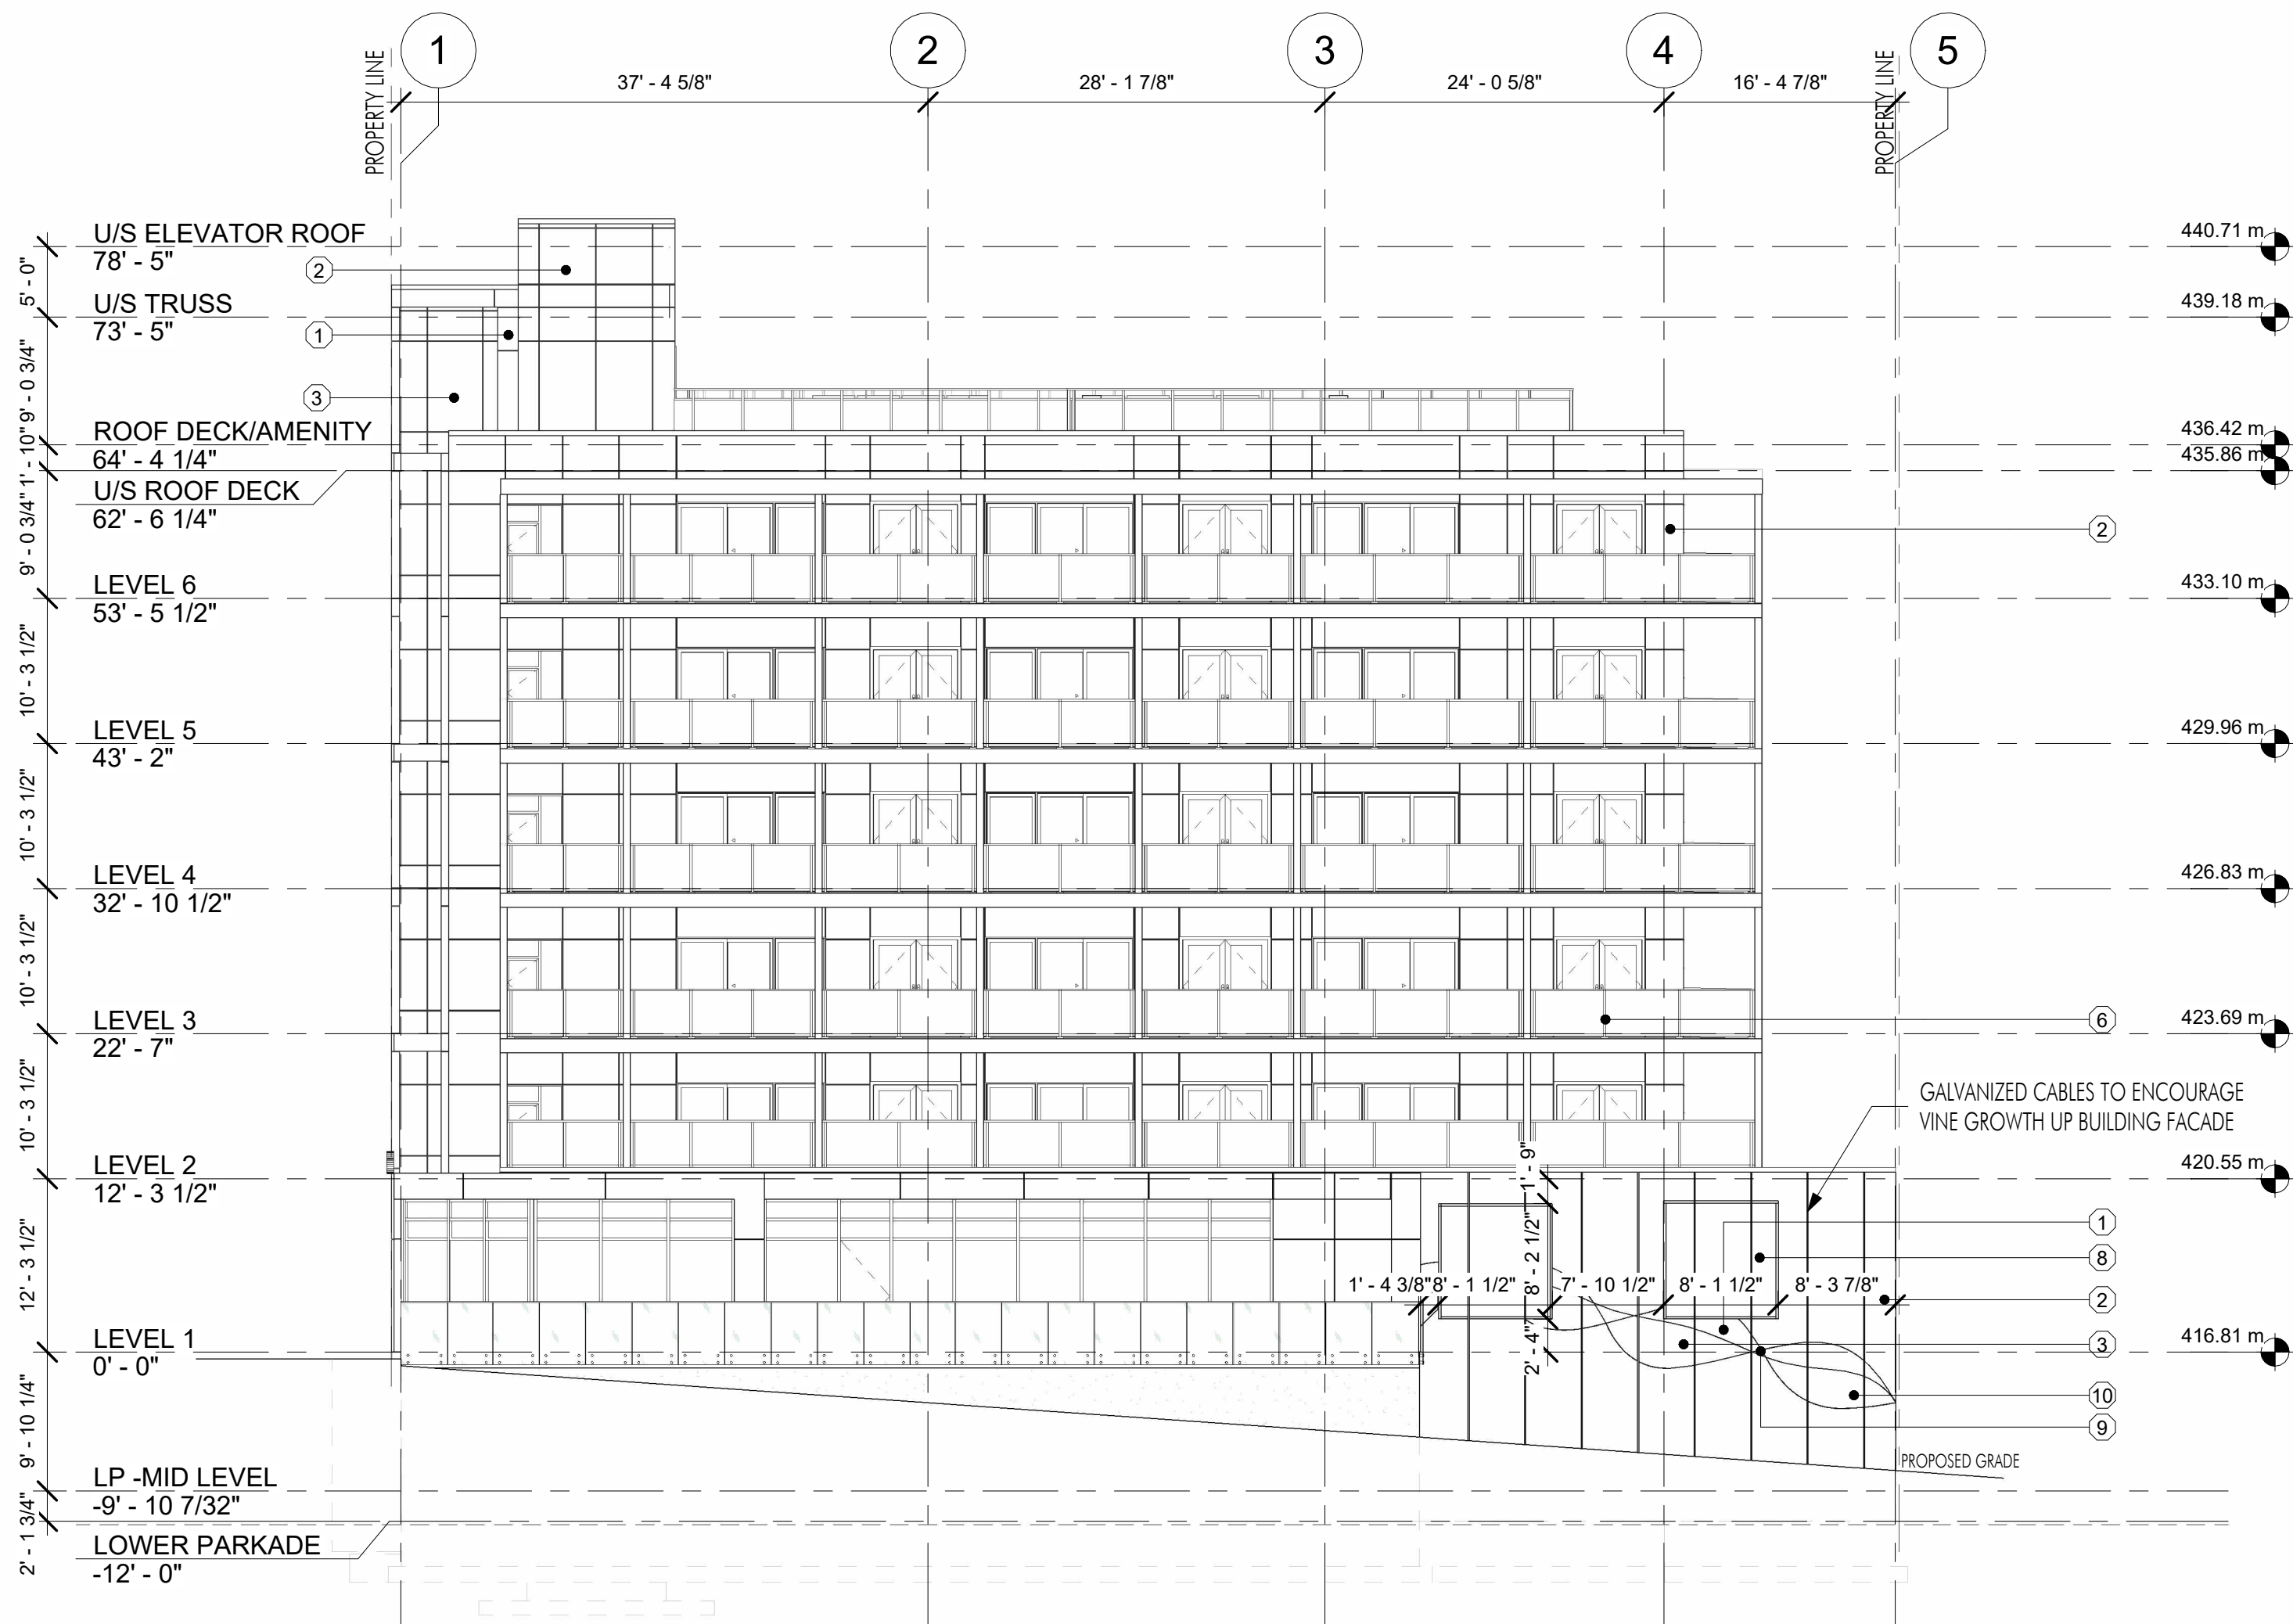 1
2
3
4
5
PROPERTY LINE
PROPERTY LINE
37' - 4 5/8"
28' - 1 7/8"
24' - 0 5/8"
16' - 4 7/8"
U/S ELEVATOR ROOF
78' - 5"
440.71 m
2
5' - 0"
U/S TRUSS
73' - 5"
439.18 m
1
9' - 0 3/4"
3
ROOF DECK/AMENITY
64' - 4 1/4"
436.42 m
1' - 10"
435.86 m
U/S ROOF DECK
62' - 6 1/4"
9' - 0 3/4"
2
LEVEL 6
53' - 5 1/2"
433.10 m
10' - 3 1/2"
LEVEL 5
43' - 2"
429.96 m
10' - 3 1/2"
LEVEL 4
32' - 10 1/2"
426.83 m
10' - 3 1/2"
LEVEL 3
22' - 7"
6
423.69 m
10' - 3 1/2"
GALVANIZED CABLES TO ENCOURAGE
VINE GROWTH UP BUILDING FACADE
LEVEL 2
12' - 3 1/2"
420.55 m
1' - 9"
12' - 3 1/2"
8' - 2 1/2"
1
8
1' - 4 3/8"
8' - 1 1/2"
7' - 10 1/2"
8' - 1 1/2"
8' - 3 7/8"
2
LEVEL 1
0' - 0"
2' - 4"
3
416.81 m
10
9
9' - 10 1/4"
PROPOSED GRADE
LP -MID LEVEL
-9' - 10 7/32"
2' - 1 3/4"
LOWER PARKADE
-12' - 0"